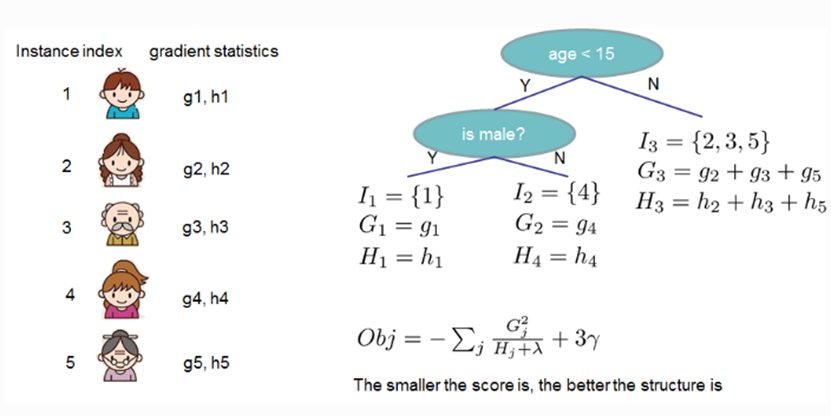 Instance index gradient statistics
1
g1, h1
2
g2, h2
3
g3, h3
4
g4, h4
5
g5, h5
age < 15
Y
N
is male?
Y
N
I₁ = {1}
G₁ = g₁
H₁ = h₁
I₂ = {4}
G₂ = g₄
H₄ = h₄
I₃ = {2, 3, 5}
G₃ = g₂ + g₃ + g₅
H₃ = h₂ + h₃ + h₅
Obj = − ∑ⱼ Gⱼ² / (Hⱼ+λ) + 3γ
The smaller the score is, the better the structure is